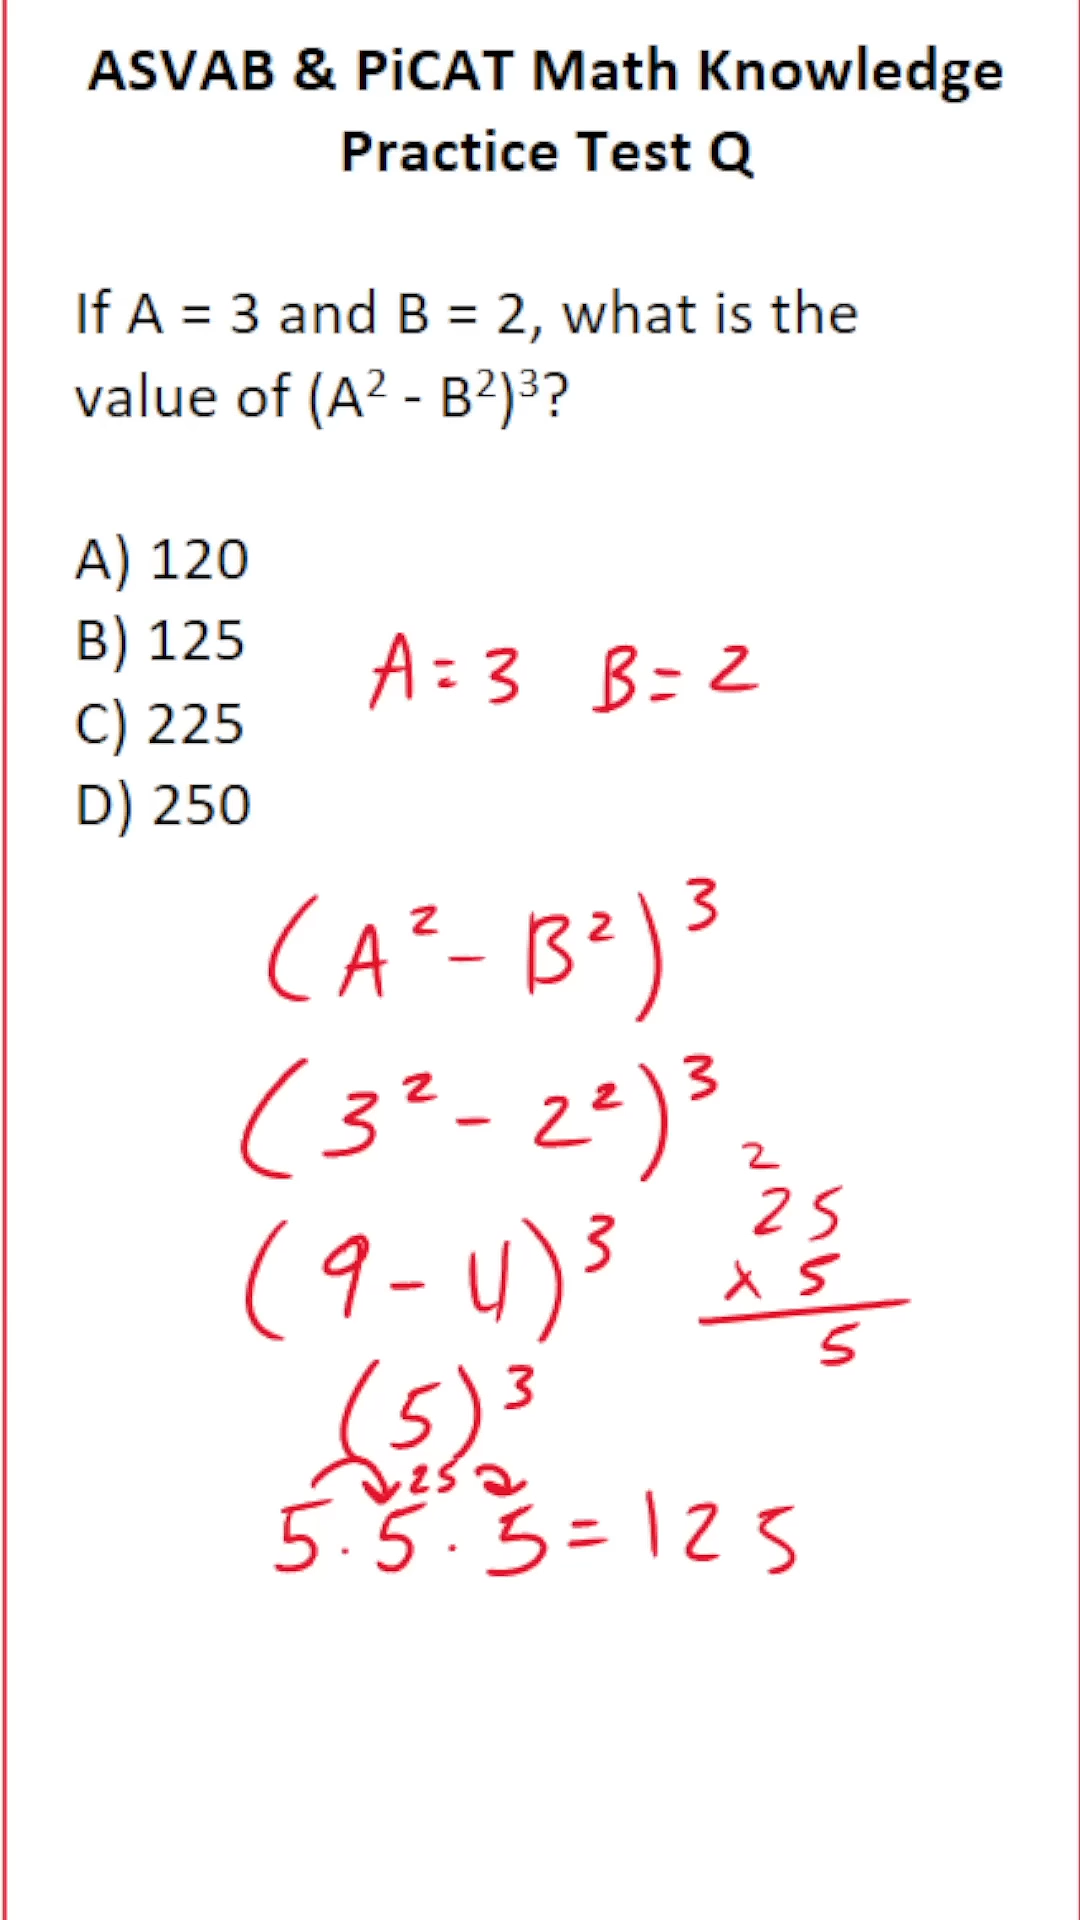 ASVAB & PiCAT Math Knowledge
Practice Test Q
If A = 3 and B = 2, what is the
value of (A² - B²)³?
A) 120
B) 125
C) 225
D) 250
A = 3 B = 2
(A² - B²)³
(3² - 2²)³
(9 - 4)³
2
25
x 5
5
(5)³
25
5 · 5 · 5 = 125